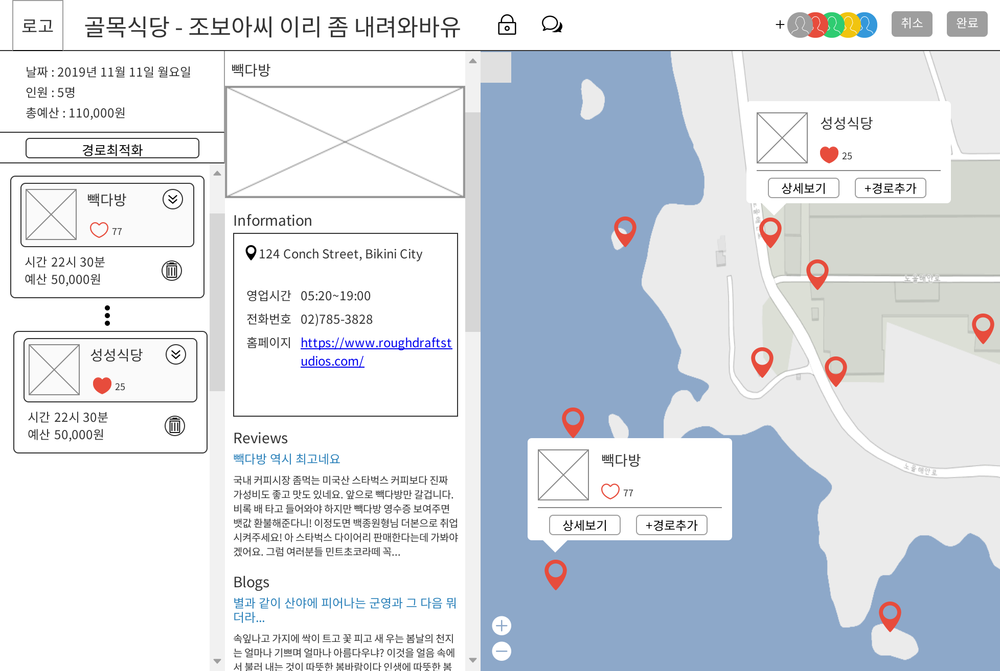 로고
골목식당 - 조보아씨 이리 좀 내려와바유
+
취소
완료
날짜 : 2019년 11월 11일 월요일
인원 : 5명
총예산 : 110,000원
경로최적화
빽다방
77
시간 22시 30분
예산 50,000원
성성식당
25
시간 22시 30분
예산 50,000원
빽다방
Information
124 Conch Street, Bikini City
영업시간 05:20~19:00
전화번호 02)785-3828
홈페이지 https://www.roughdraftst
udios.com/
Reviews
빽다방 역시 최고네요
국내 커피시장 좀먹는 미국산 스타벅스 커피보다 진짜
가성비도 좋고 맛도 있네요. 앞으로 빽다방만 갈겁니다.
비록 배 타고 들어와야 하지만 빽다방 영수증 보여주면
뱃값 환불해준다니! 이정도면 백종원형님 더본으로 취업
시켜주세요! 아 스타벅스 다이어리 판매한다는데 가봐야
겠어요. 그럼 여러분들 민트초코라떼 꼭...
Blogs
별과 같이 산야에 피어나는 군영과 그 다음 뭐
더라...
속잎나고 가지에 싹이 트고 꽃 피고 새 우는 봄날의 천지
는 얼마나 기쁘며 얼마나 아름다우냐? 이것을 얼음 속에
서 불러 내는 것이 따뜻한 봄바람이다 인생에 따뜻한 봄
성성식당
25
상세보기
+경로추가
노을해안로
노을해안로
빽다방
77
상세보기
+경로추가